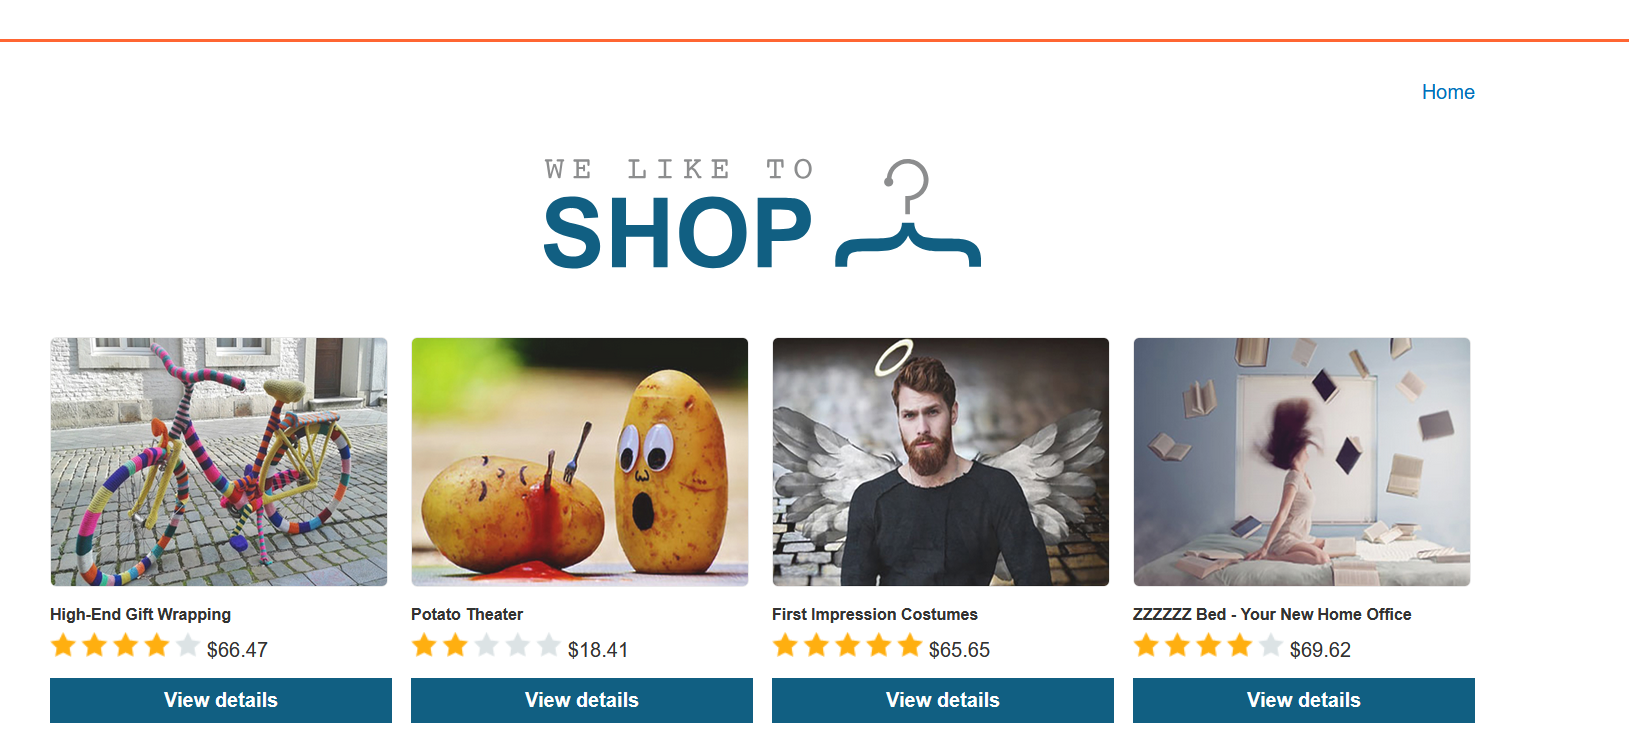 Home
WE LIKE TO
SHOP
High-End Gift Wrapping
$66.47
View details
Potato Theater
$18.41
View details
First Impression Costumes
$65.65
View details
ZZZZZZ Bed - Your New Home Office
$69.62
View details